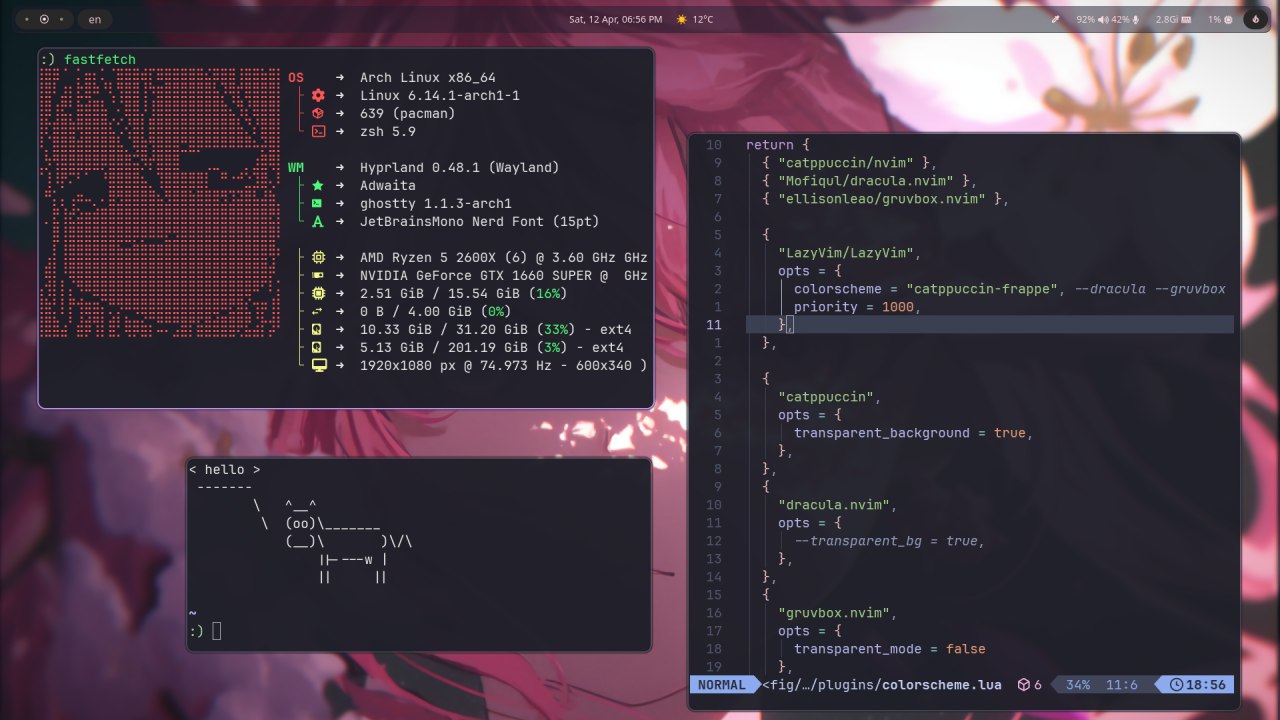 en
Sat, 12 Apr, 06:56 PM 12°C
92% 42% 2.8Gi 1%
:) fastfetch
OS → Arch Linux x86_64
→ Linux 6.14.1-arch1-1
→ 639 (pacman)
→ zsh 5.9
WM → Hyprland 0.48.1 (Wayland)
→ Adwaita
→ ghostty 1.1.3-arch1
→ JetBrainsMono Nerd Font (15pt)
→ AMD Ryzen 5 2600X (6) @ 3.60 GHz GHz
→ NVIDIA GeForce GTX 1660 SUPER @  GHz
→ 2.51 GiB / 15.54 GiB (16%)
→ 0 B / 4.00 GiB (0%)
→ 10.33 GiB / 31.20 GiB (33%) - ext4
→ 5.13 GiB / 201.19 GiB (3%) - ext4
→ 1920x1080 px @ 74.973 Hz - 600x340 )
< hello >
 -------
        \   ^__^
         \  (oo)\_______
            (__)\       )\/\
                ||----w |
                ||     ||
~
:)
10 return {
9 { "catppuccin/nvim" },
8 { "Mofiqul/dracula.nvim" },
7 { "ellisonleao/gruvbox.nvim" },
6
5 {
4 "LazyVim/LazyVim",
3 opts = {
2 colorscheme = "catppuccin-frappe", --dracula --gruvbox
1 priority = 1000,
11 },
1 },
2
3 {
4 "catppuccin",
5 opts = {
6 transparent_background = true,
7 },
8 },
9 {
10 "dracula.nvim",
11 opts = {
12 --transparent_bg = true,
13 },
14 },
15 {
16 "gruvbox.nvim",
17 opts = {
18 transparent_mode = false
19 },
NORMAL <fig/…/plugins/colorscheme.lua 6 34% 11:6 18:56